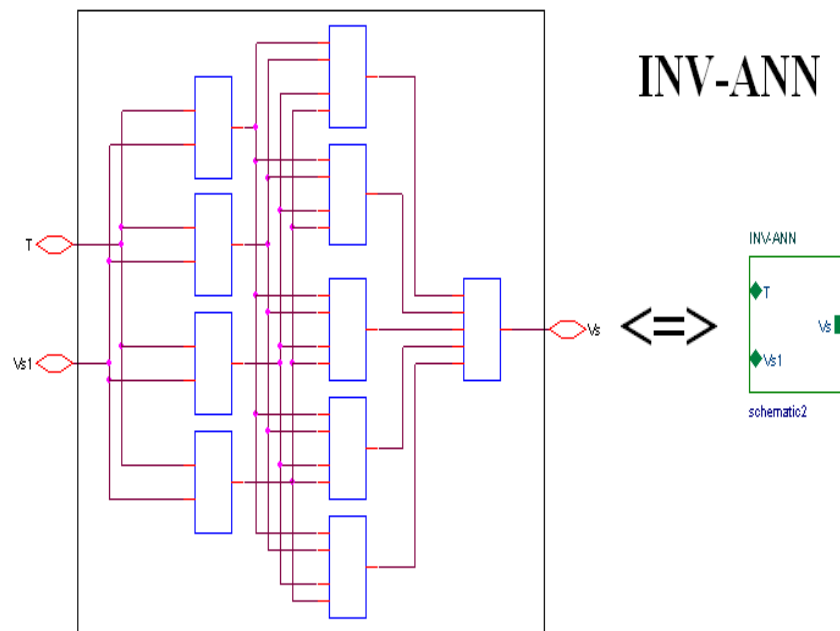 INV-ANN
T
Vs1
Vs
<=>
INV-ANN
T
Vs
Vs1
schematic2